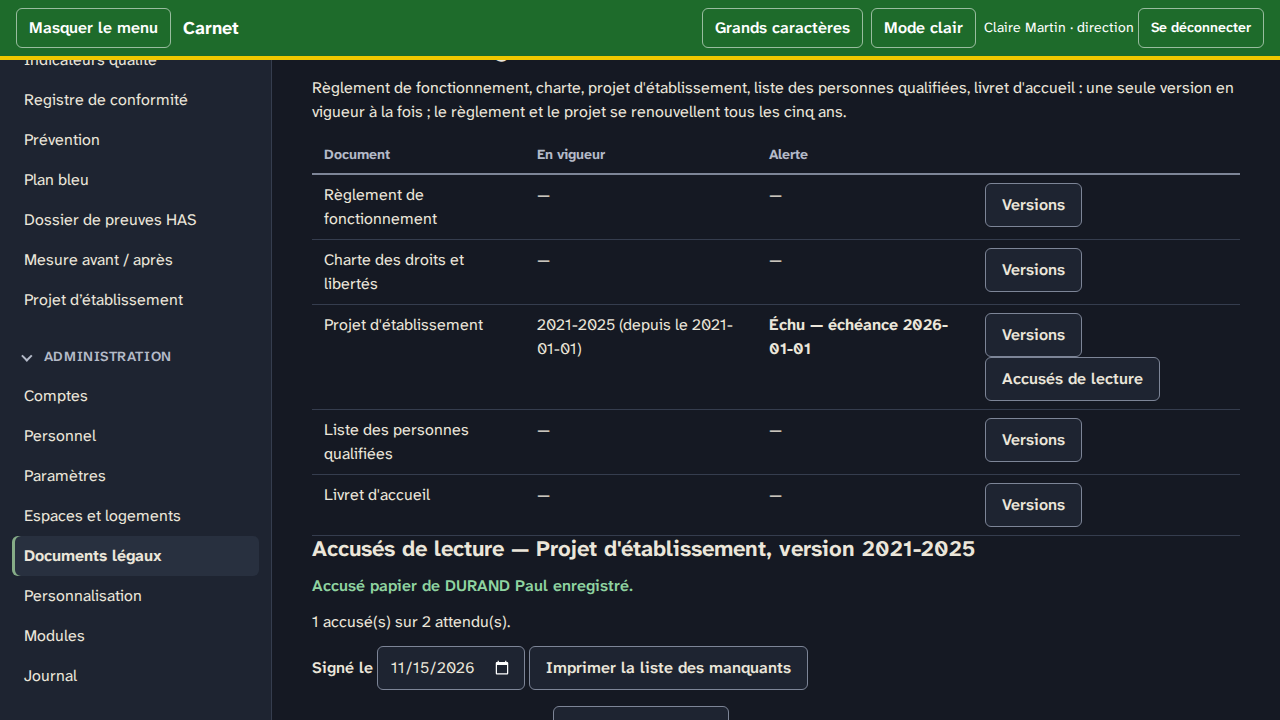 Masquer le menu
Carnet
Grands caractères
Mode clair
Claire Martin · direction
Se déconnecter
Indicateurs qualité
Registre de conformité
Prévention
Plan bleu
Dossier de preuves HAS
Mesure avant / après
Projet d’établissement
ADMINISTRATION
Comptes
Personnel
Paramètres
Espaces et logements
Documents légaux
Personnalisation
Modules
Journal
Règlement de fonctionnement, charte, projet d'établissement, liste des personnes qualifiées, livret d'accueil : une seule version en
vigueur à la fois ; le règlement et le projet se renouvellent tous les cinq ans.
Document En vigueur Alerte
Règlement de
fonctionnement
— — Versions
Charte des droits et
libertés
— — Versions
Projet d'établissement
2021-2025 (depuis le 2021-
01-01)
Échu — échéance 2026-
01-01
Versions
Accusés de lecture
Liste des personnes
qualifiées
— — Versions
Livret d'accueil — — Versions
Accusés de lecture — Projet d'établissement, version 2021-2025
Accusé papier de DURAND Paul enregistré.
1 accusé(s) sur 2 attendu(s).
Signé le 11/15/2026 Imprimer la liste des manquants